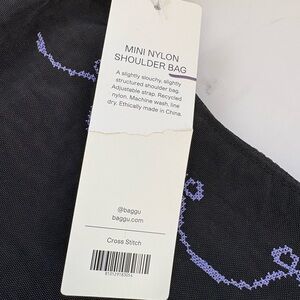 MINI NYLON
SHOULDER BAG
A slightly slouchy, slightly
structured shoulder bag.
Adjustable strap. Recycled
nylon. Machine wash, line
dry. Ethically made in China.
@baggu
baggu.com
Cross Stitch